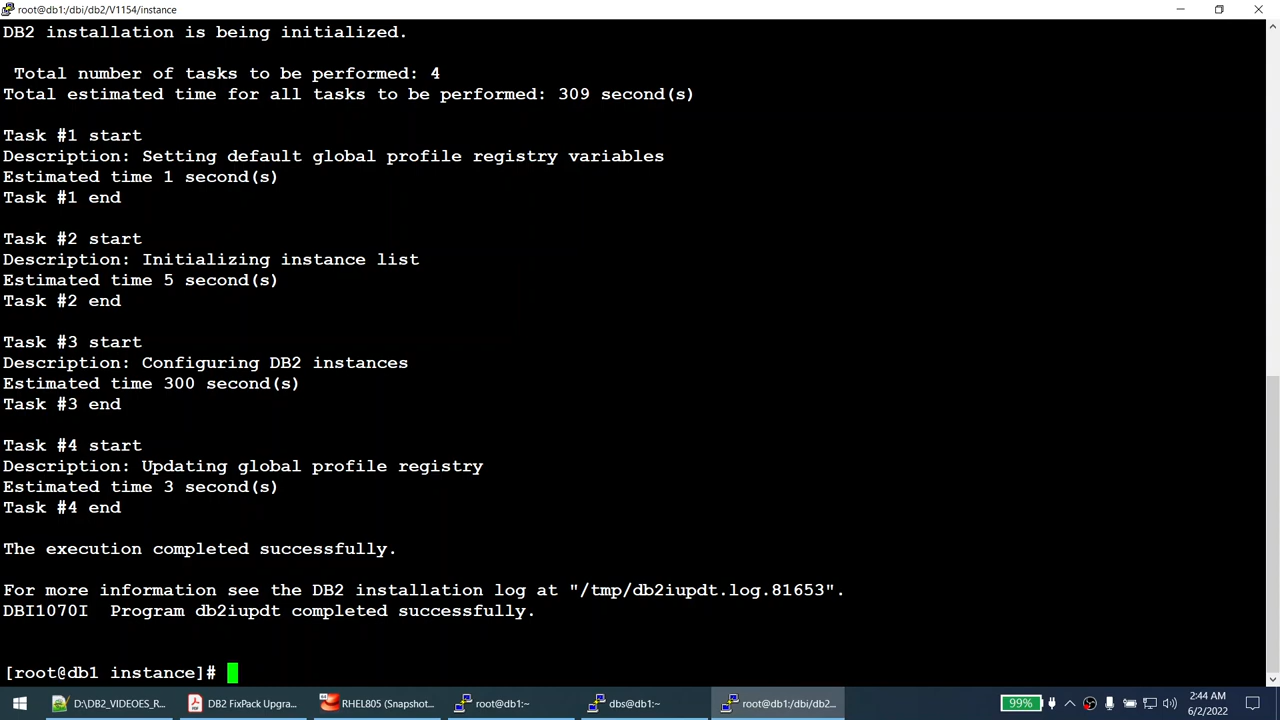 root@db1:/dbi/db2/V1154/instance
DB2 installation is being initialized.
Total number of tasks to be performed: 4
Total estimated time for all tasks to be performed: 309 second(s)
Task #1 start
Description: Setting default global profile registry variables
Estimated time 1 second(s)
Task #1 end
Task #2 start
Description: Initializing instance list
Estimated time 5 second(s)
Task #2 end
Task #3 start
Description: Configuring DB2 instances
Estimated time 300 second(s)
Task #3 end
Task #4 start
Description: Updating global profile registry
Estimated time 3 second(s)
Task #4 end
The execution completed successfully.
For more information see the DB2 installation log at "/tmp/db2iupdt.log.81653".
DBI1070I  Program db2iupdt completed successfully.
[root@db1 instance]#
D:\DB2_VIDEOES_R...
DB2 FixPack Upgra...
RHEL805 (Snapshot...
root@db1:~
dbs@db1:~
root@db1:/dbi/db2...
99%
2:44 AM
6/2/2022